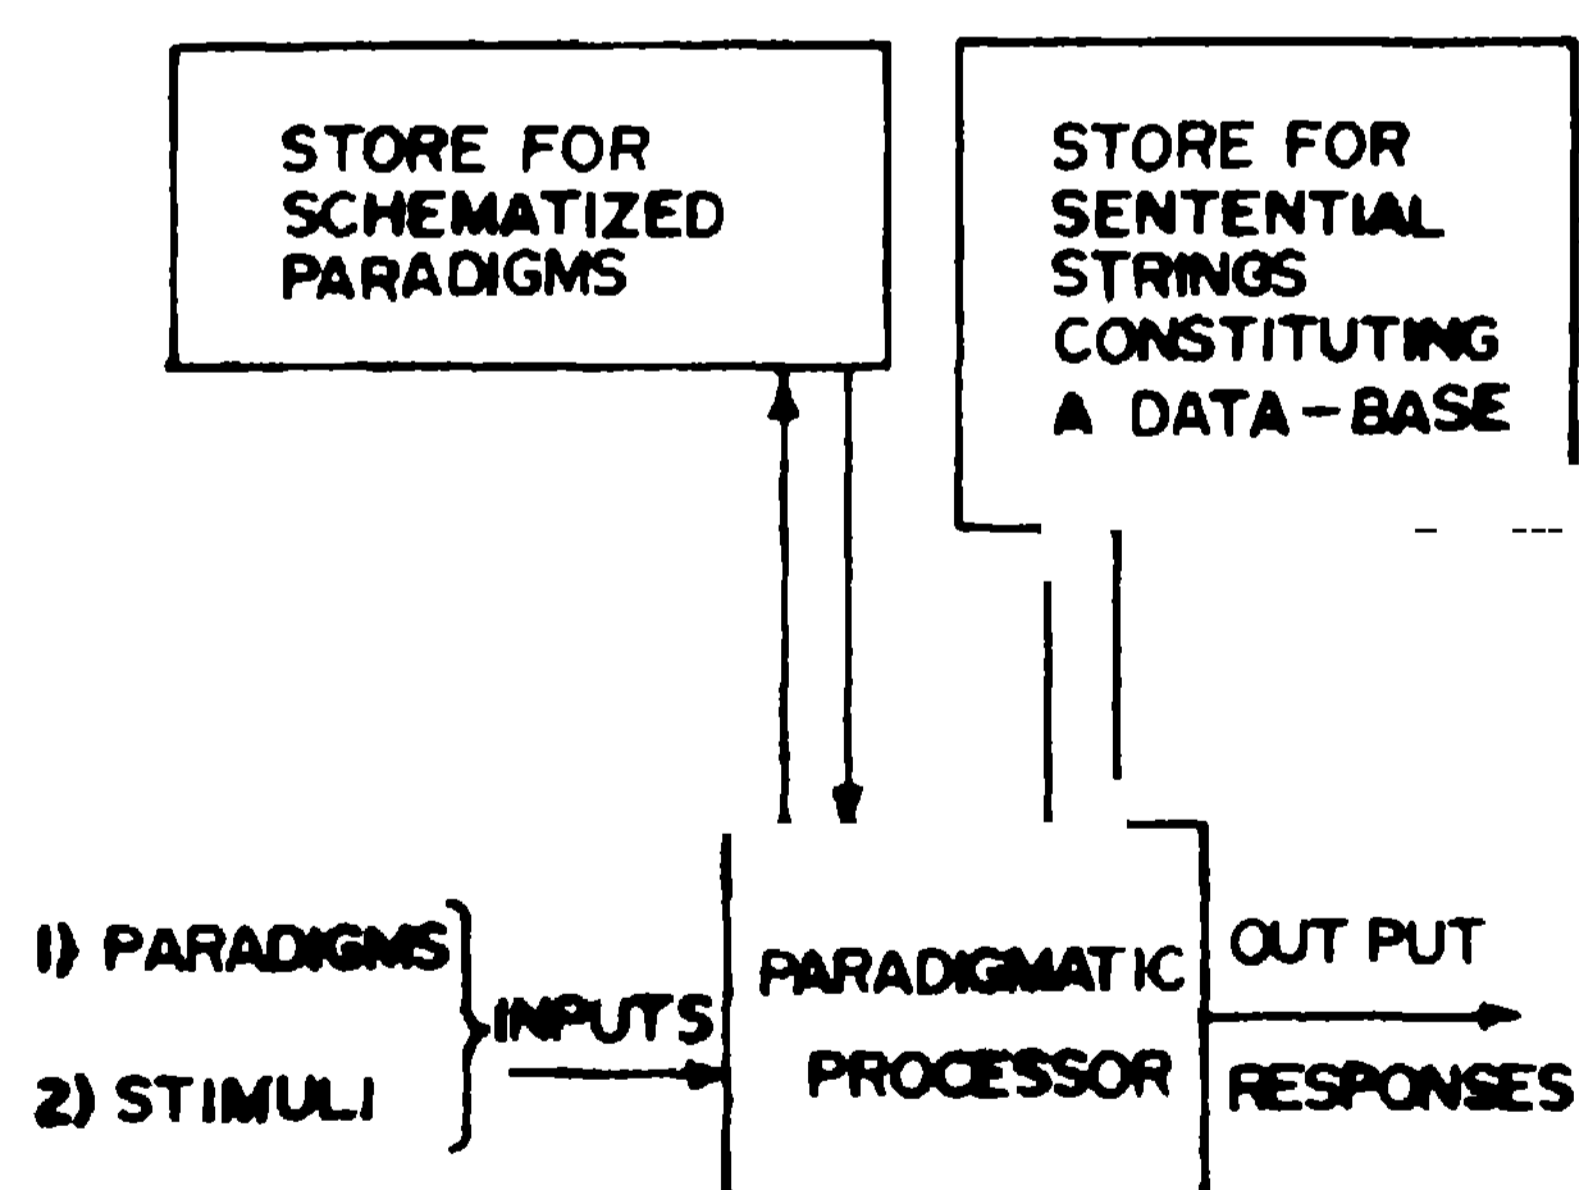 STORE FOR
SCHEMATIZED
PARADIGMS
STORE FOR
SENTENTIAL
STRINGS
CONSTITUTING
A DATA-BASE
1) PARADIGMS
2) STIMULI
INPUTS
PARADIGMATIC
PROCESSOR
OUT PUT
RESPONSES